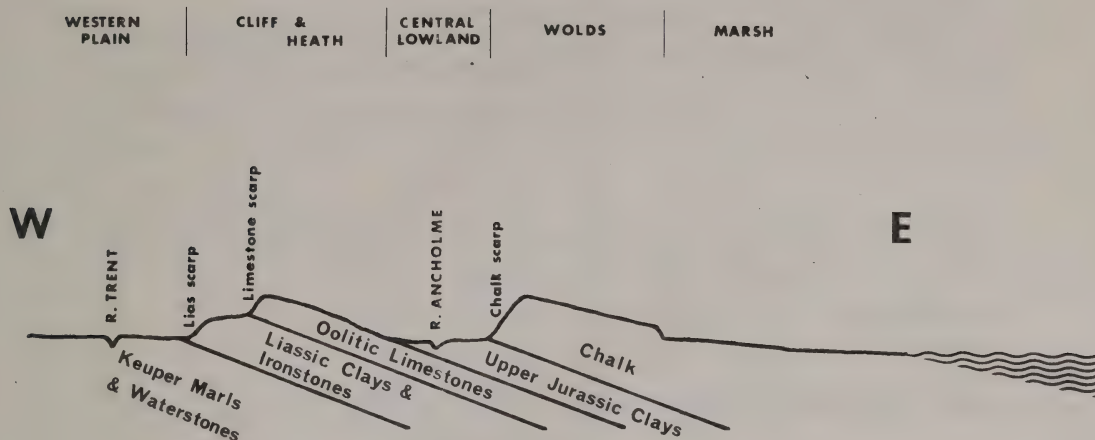 WESTERN
PLAIN
CLIFF &
HEATH
CENTRAL
LOWLAND
WOLDS
MARSH
W
E
R. TRENT
Lias scarp
Limestone scarp
R. ANCHOLME
Chalk scarp
Keuper Marls
& Waterstones
Liassic Clays &
Ironstones
Oolitic Limestones
Upper Jurassic Clays
Chalk